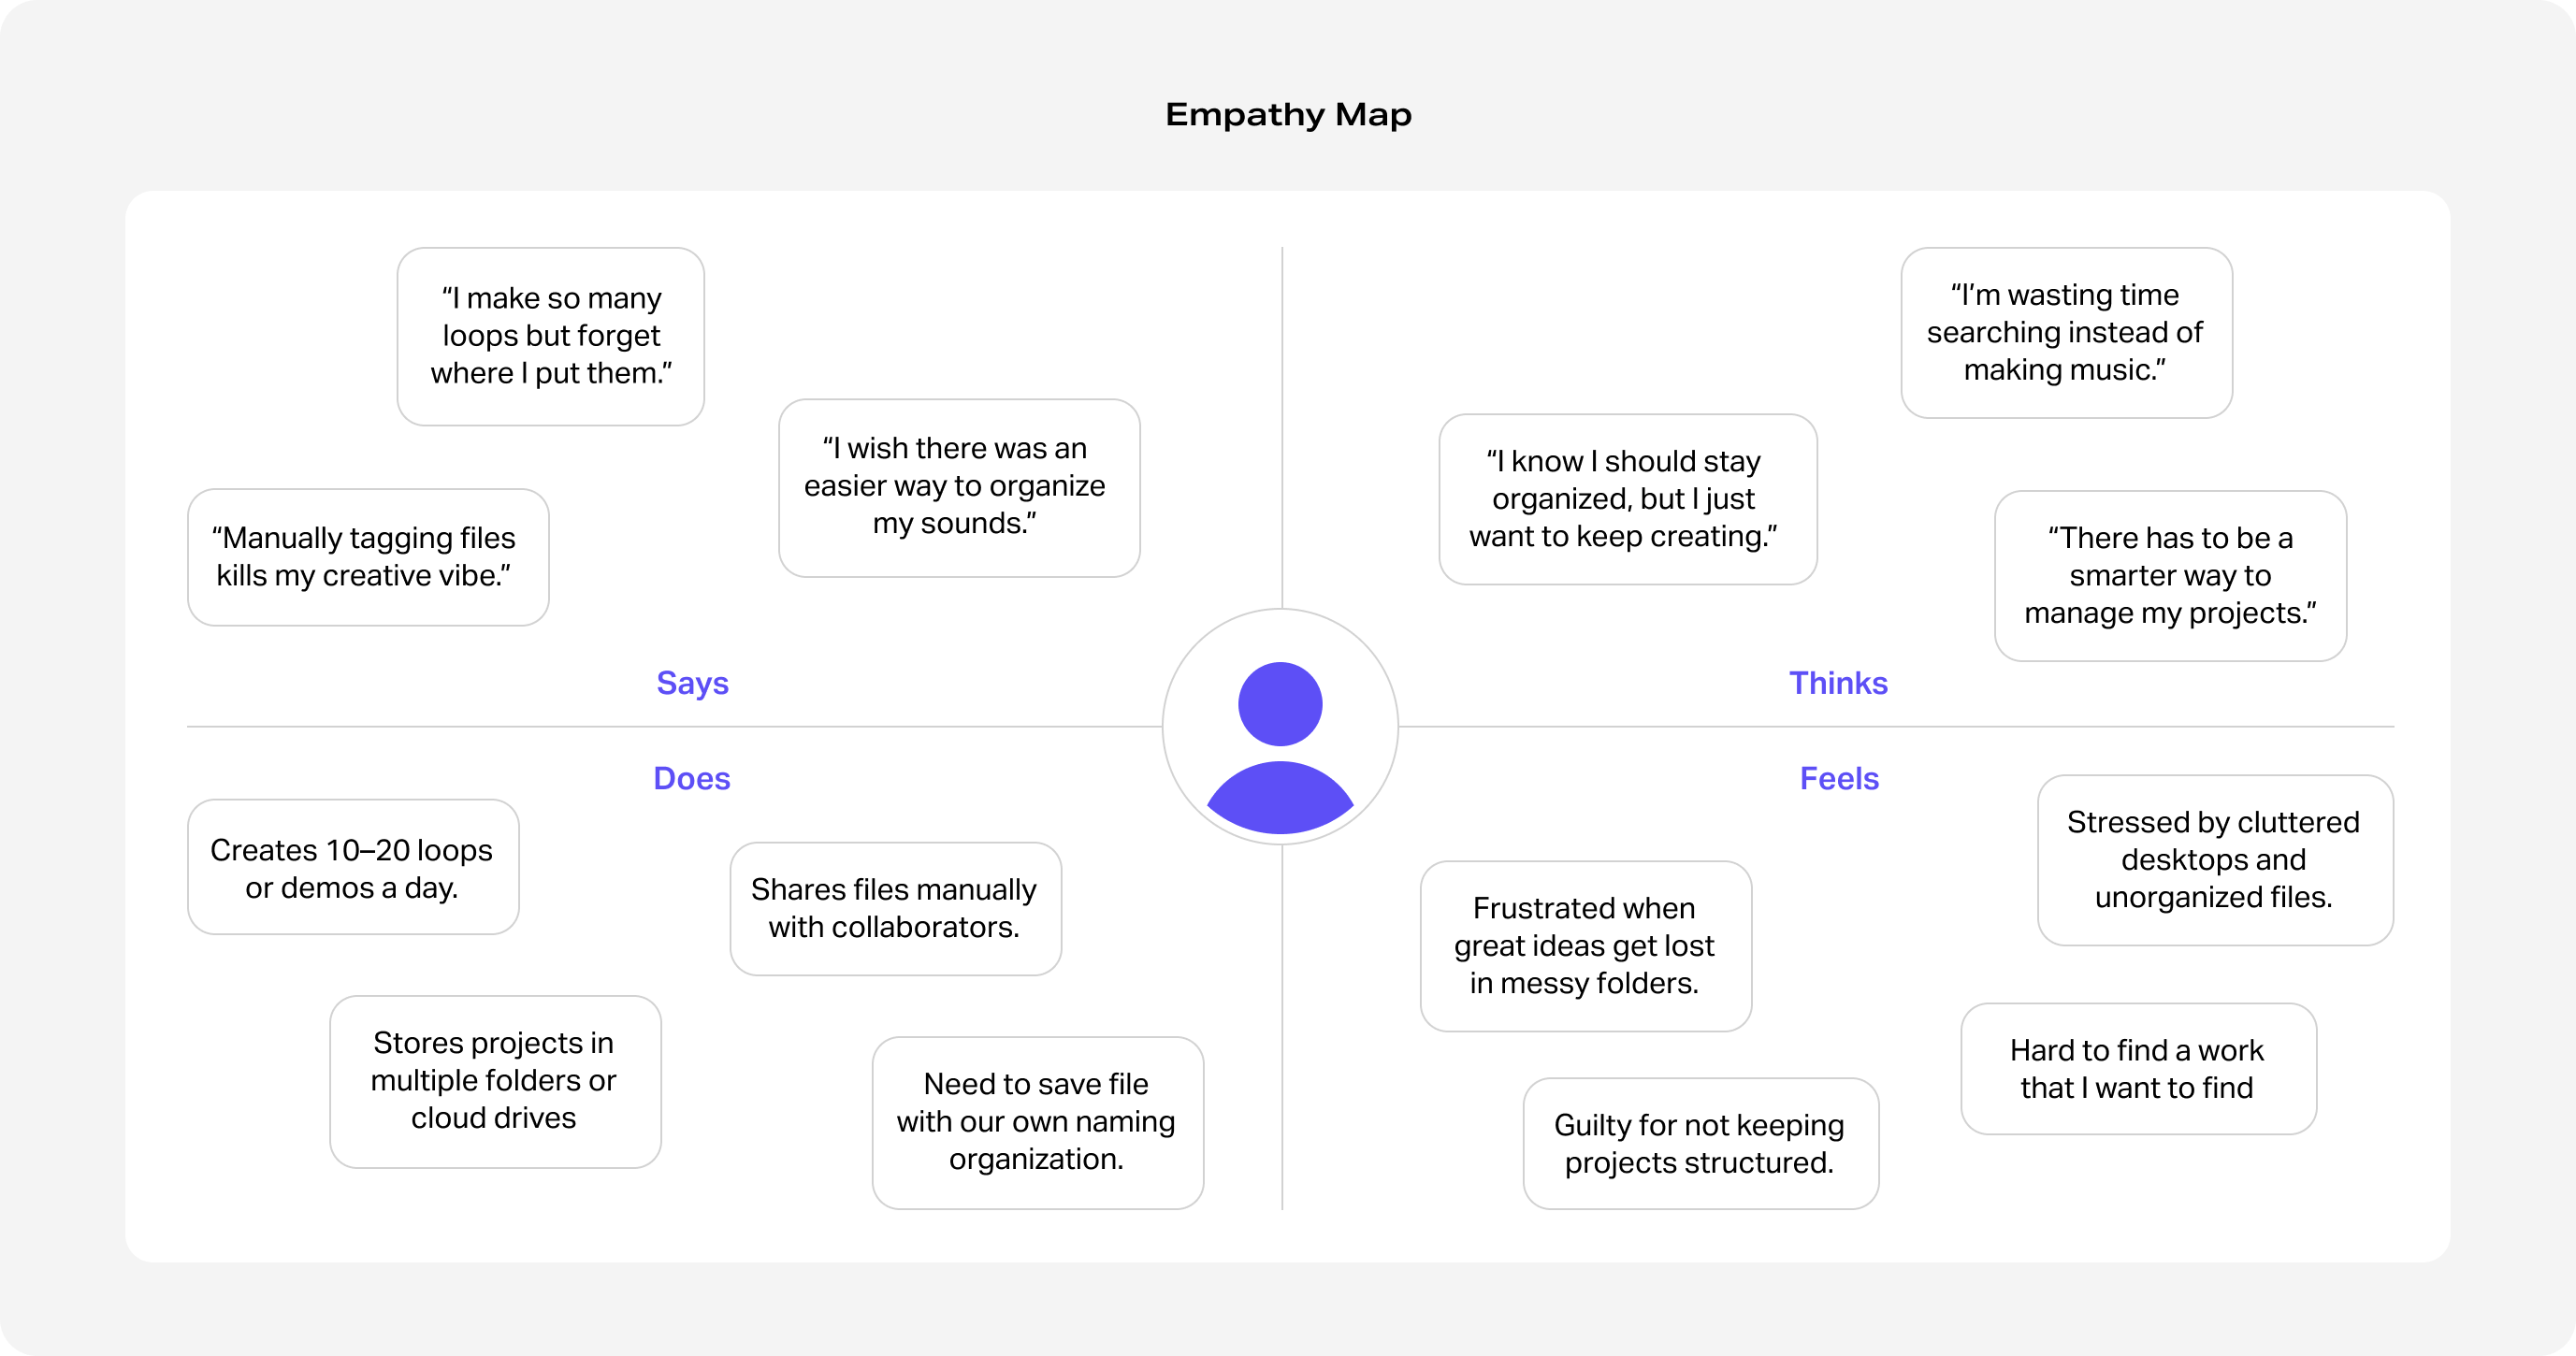 Empathy Map
“I make so many
loops but forget
where I put them.”
“I wish there was an
easier way to organize
my sounds.”
“Manually tagging files
kills my creative vibe.”
Says
“I’m wasting time
searching instead of
making music.”
“I know I should stay
organized, but I just
want to keep creating.”
“There has to be a
smarter way to
manage my projects.”
Thinks
Does
Creates 10–20 loops
or demos a day.
Shares files manually
with collaborators.
Stores projects in
multiple folders or
cloud drives
Need to save file
with our own naming
organization.
Feels
Stressed by cluttered
desktops and
unorganized files.
Frustrated when
great ideas get lost
in messy folders.
Hard to find a work
that I want to find
Guilty for not keeping
projects structured.